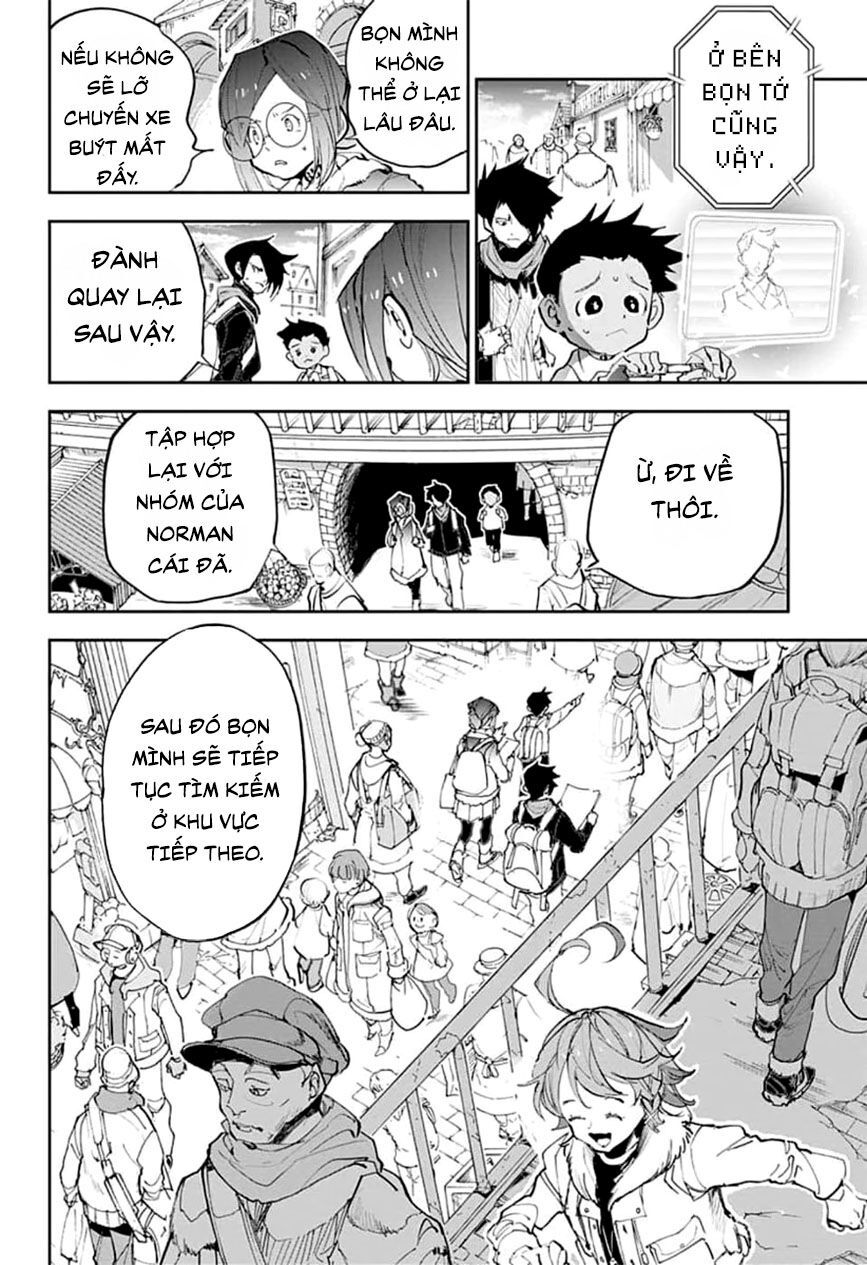 Ở BÊN
BỌN TỚ
CŨNG
VẬY.
BỌN MÌNH
KHÔNG
THỂ Ở LẠI
LÂU ĐÂU.
NẾU KHÔNG
SẼ LỠ
CHUYẾN XE
BUÝT MẤT
ĐẤY.
ĐÀNH
QUAY LẠI
SAU VẬY.
Ừ, ĐI VỀ
THÔI.
TẬP HỢP
LẠI VỚI
NHÓM CỦA
NORMAN
CÁI ĐÃ.
SAU ĐÓ BỌN
MÌNH SẼ TIẾP
TỤC TÌM KIẾM
Ở KHU VỰC
TIẾP THEO.